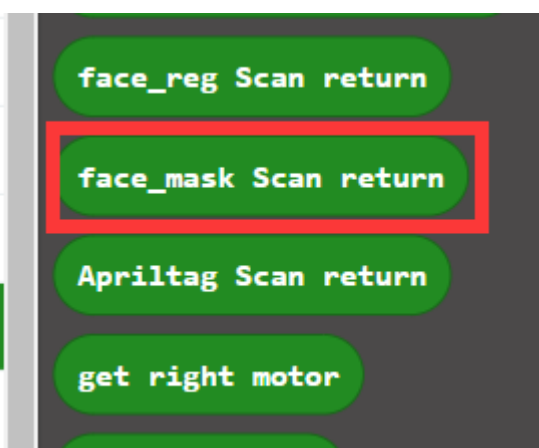 face_reg Scan return
face_mask Scan return
Apriltag Scan return
get right motor